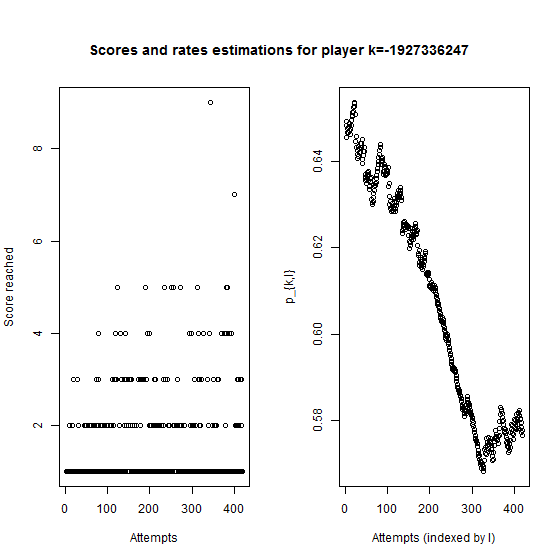 Scores and rates estimations for player k=-1927336247
Score reached
8
6
4
2
0 100 200 300 400
Attempts
p_{k,l}
0.64
0.62
0.60
0.58
0 100 200 300 400
Attempts (indexed by l)